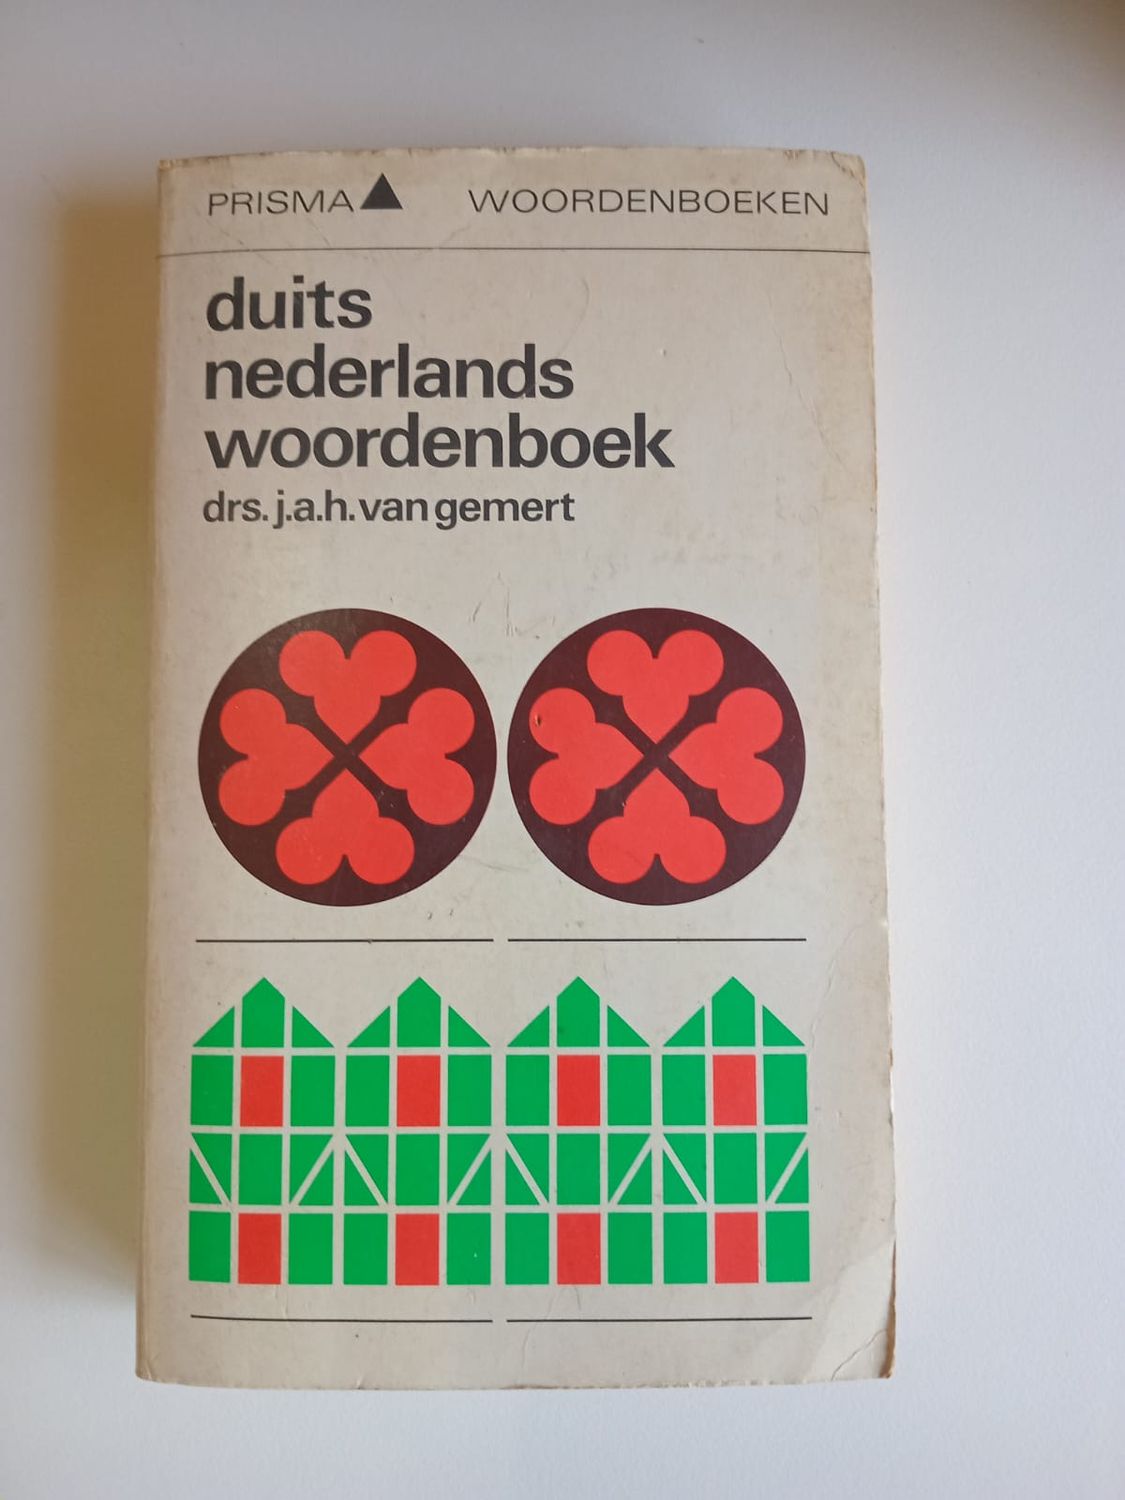 PRISMA WOORDENBOEKEN
duits
nederlands
woordenboek
drs. j.a.h. van gemert